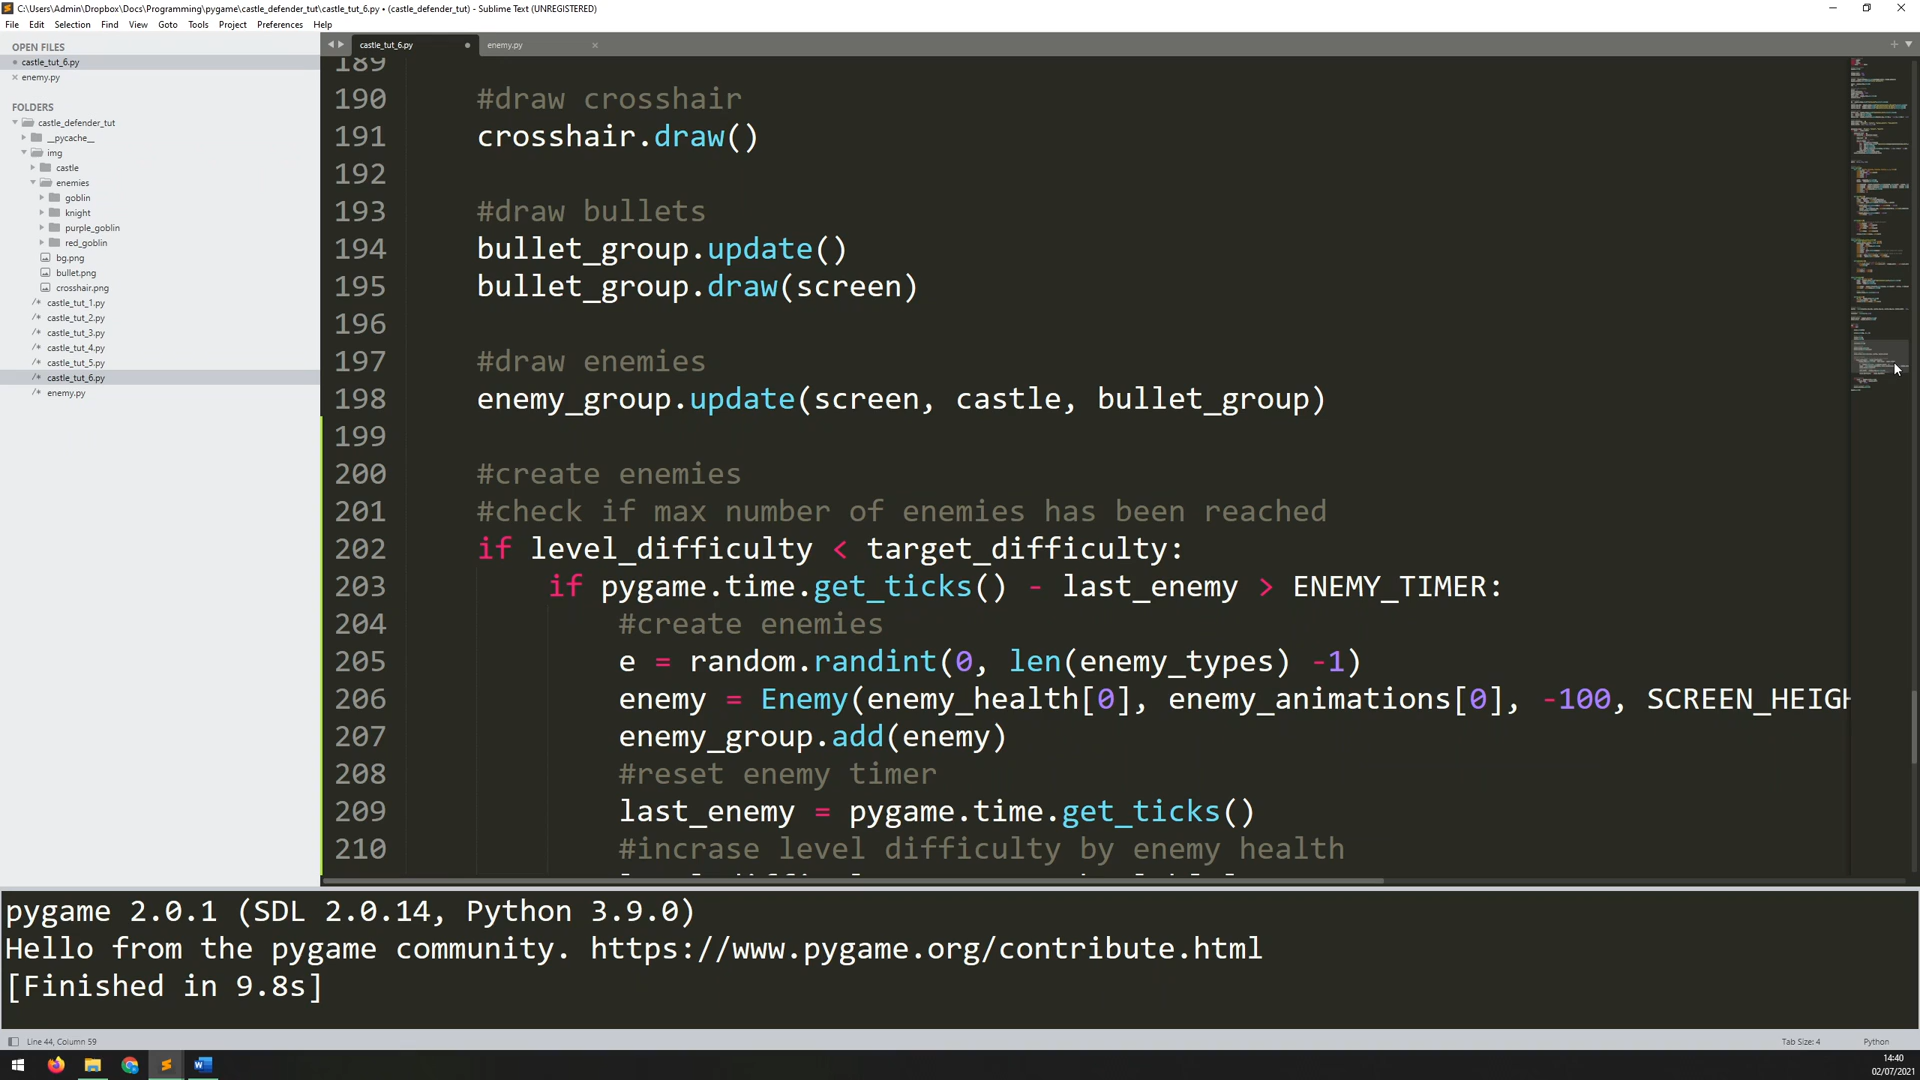 C:\Users\Admin\Dropbox\Docs\Programming\pygame\castle_defender_tut\castle_tut_6.py • (castle_defender_tut) - Sublime Text (UNREGISTERED)
File Edit Selection Find View Goto Tools Project Preferences Help
OPEN FILES
castle_tut_6.py
enemy.py
FOLDERS
castle_defender_tut
__pycache__
img
castle
enemies
goblin
knight
purple_goblin
red_goblin
bg.png
bullet.png
crosshair.png
castle_tut_1.py
castle_tut_2.py
castle_tut_3.py
castle_tut_4.py
castle_tut_5.py
castle_tut_6.py
enemy.py
castle_tut_6.py enemy.py
189
190 #draw crosshair
191 crosshair.draw()
192
193 #draw bullets
194 bullet_group.update()
195 bullet_group.draw(screen)
196
197 #draw enemies
198 enemy_group.update(screen, castle, bullet_group)
199
200 #create enemies
201 #check if max number of enemies has been reached
202 if level_difficulty < target_difficulty:
203 if pygame.time.get_ticks() - last_enemy > ENEMY_TIMER:
204 #create enemies
205 e = random.randint(0, len(enemy_types) -1)
206 enemy = Enemy(enemy_health[0], enemy_animations[0], -100, SCREEN_HEIGH
207 enemy_group.add(enemy)
208 #reset enemy timer
209 last_enemy = pygame.time.get_ticks()
210 #incrase level difficulty by enemy health
pygame 2.0.1 (SDL 2.0.14, Python 3.9.0)
Hello from the pygame community. https://www.pygame.org/contribute.html
[Finished in 9.8s]
Line 44, Column 59
Tab Size: 4 Python
14:40
02/07/2021